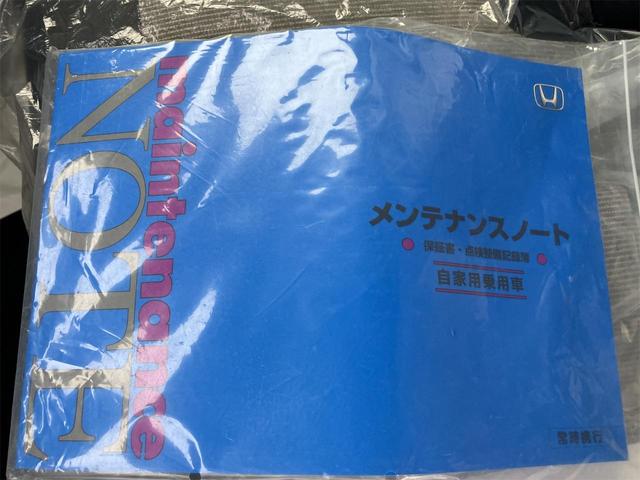 maintenance
NOTE
メンテナンスノート
保証書・点検整備記録簿
自家用乗用車
常時携行